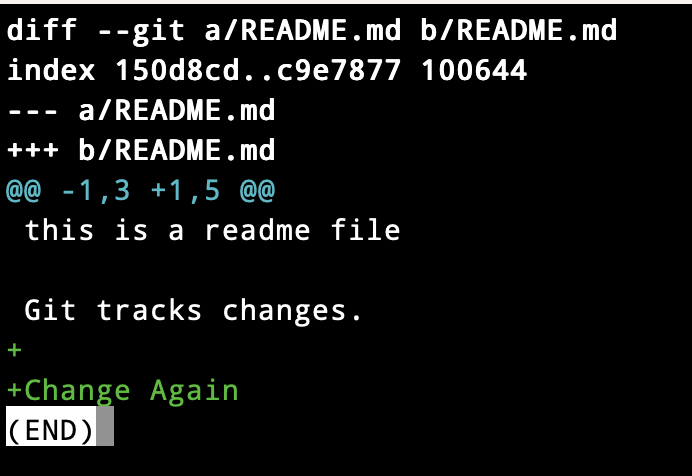 diff --git a/README.md b/README.md
index 150d8cd..c9e7877 100644
--- a/README.md
+++ b/README.md
@@ -1,3 +1,5 @@
 this is a readme file

 Git tracks changes.
+
+Change Again
(END)